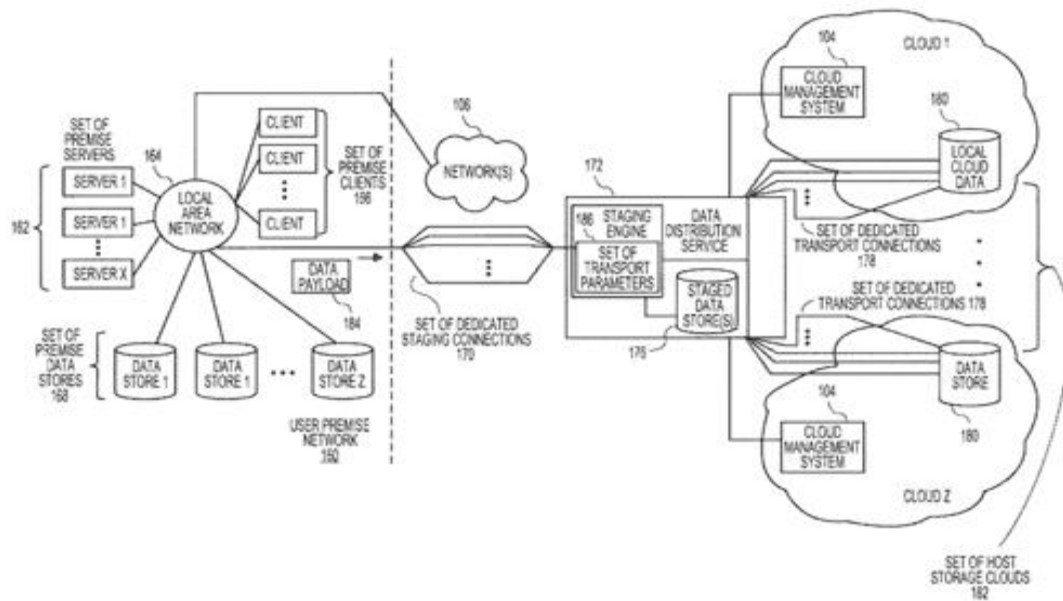 SET OF
PREMISE
SERVERS
164
162
SERVER 1
SERVER 1
SERVER X
LOCAL
AREA
NETWORK
CLIENT
CLIENT
CLIENT
SET OF
PREMISE
CLIENTS
166
106
NETWORK(S)
DATA
PAYLOAD
184
SET OF DEDICATED
STAGING CONNECTIONS
170
SET OF
PREMISE
DATA
STORES
168
DATA
STORE 1
DATA
STORE 1
DATA
STORE Z
USER PREMISE
NETWORK
160
172
186
STAGING
ENGINE
SET OF
TRANSPORT
PARAMETERS
DATA
DISTRIBUTION
SERVICE
STAGED
DATA
STORE(S)
176
CLOUD 1
104
CLOUD
MANAGEMENT
SYSTEM
180
LOCAL
CLOUD
DATA
SET OF DEDICATED
TRANSPORT CONNECTIONS
178
SET OF DEDICATED
TRANSPORT CONNECTIONS 178
DATA
STORE
180
104
CLOUD
MANAGEMENT
SYSTEM
CLOUD Z
SET OF HOST
STORAGE CLOUDS
182